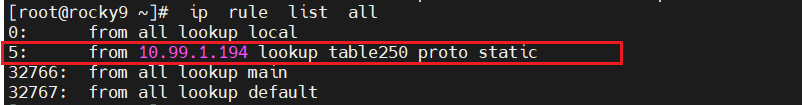 [root@rocky9 ~]#  ip  rule  list  all
0:      from all lookup local
5:      from 10.99.1.194 lookup table250 proto static
32766:  from all lookup main
32767:  from all lookup default